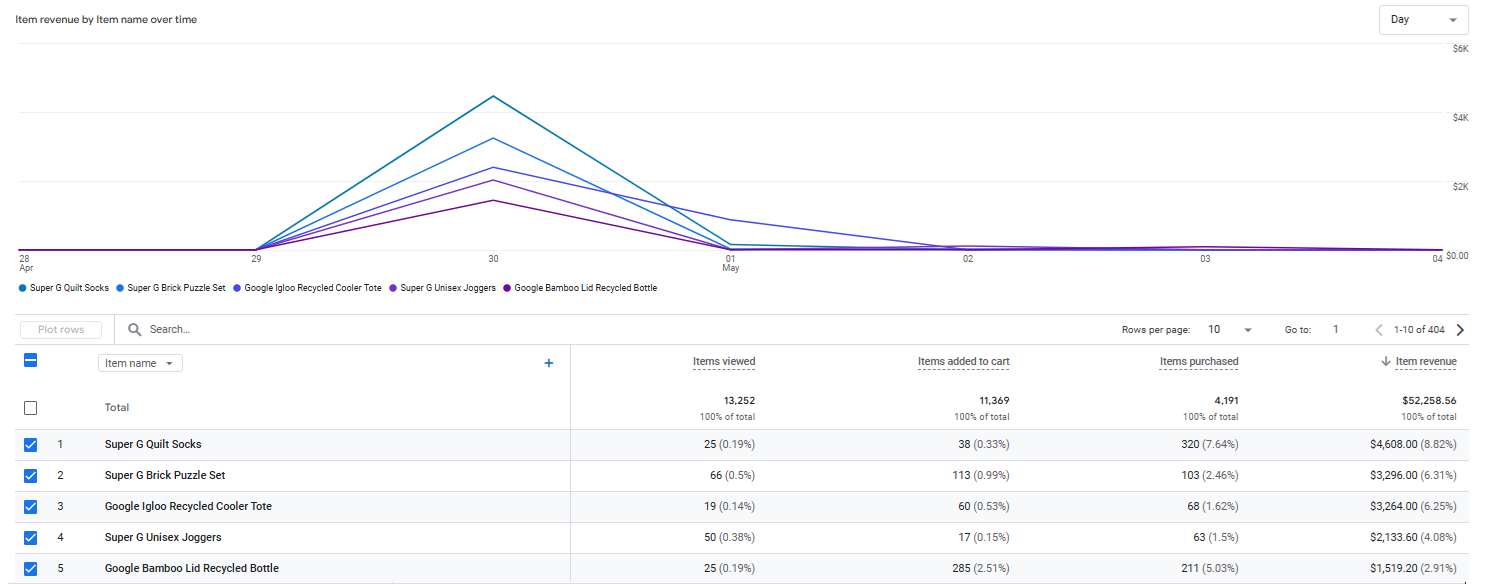 Item revenue by Item name over time
Day
$6K
$4K
$2K
$0.00
28 29 30 01 02 03 04
Apr May
Super G Quilt Socks Super G Brick Puzzle Set Google Igloo Recycled Cooler Tote Super G Unisex Joggers Google Bamboo Lid Recycled Bottle
Plot rows Search... Rows per page: 10 Go to: 1 1-10 of 404
Item name + Items viewed Items added to cart Items purchased Item revenue
Total 13,252 11,369 4,191 $52,258.56
100% of total 100% of total 100% of total 100% of total
1 Super G Quilt Socks 25 (0.19%) 38 (0.33%) 320 (7.64%) $4,608.00 (8.82%)
2 Super G Brick Puzzle Set 66 (0.5%) 113 (0.99%) 103 (2.46%) $3,296.00 (6.31%)
3 Google Igloo Recycled Cooler Tote 19 (0.14%) 60 (0.53%) 68 (1.62%) $3,264.00 (6.25%)
4 Super G Unisex Joggers 50 (0.38%) 17 (0.15%) 63 (1.5%) $2,133.60 (4.08%)
5 Google Bamboo Lid Recycled Bottle 25 (0.19%) 285 (2.51%) 211 (5.03%) $1,519.20 (2.91%)